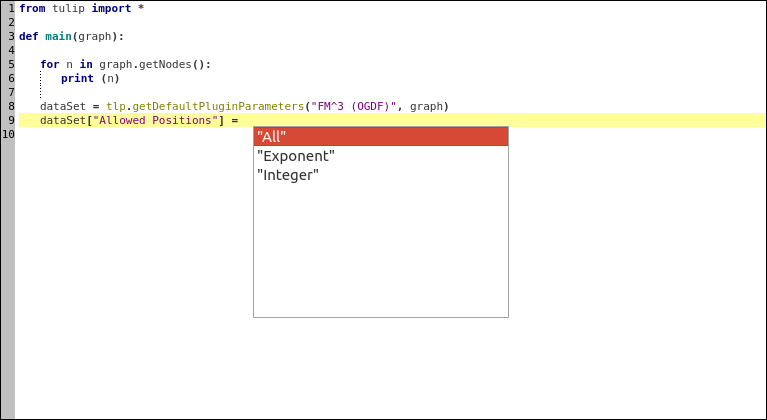 1 from tulip import *
2
3 def main(graph):
4
5 for n in graph.getNodes():
6 print (n)
7
8 dataSet = tlp.getDefaultPluginParameters("FM^3 (OGDF)", graph)
9 dataSet["Allowed Positions"] =
10
"All"
"Exponent"
"Integer"